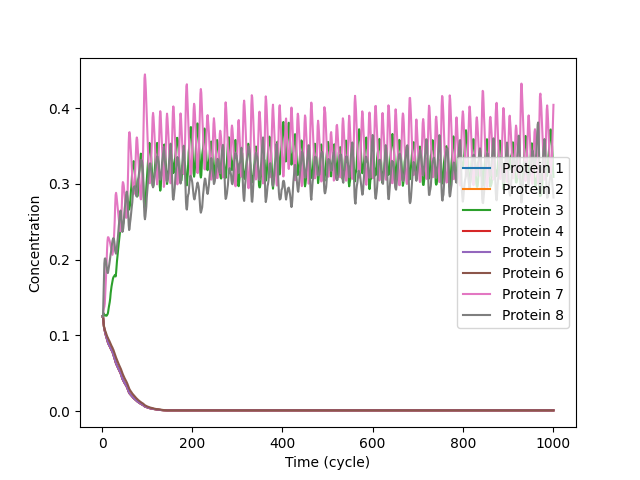 0.4
0.3
0.2
0.1
0.0
Concentration
0
200
400
600
800
1000
Time (cycle)
Protein 1
Protein 2
Protein 3
Protein 4
Protein 5
Protein 6
Protein 7
Protein 8